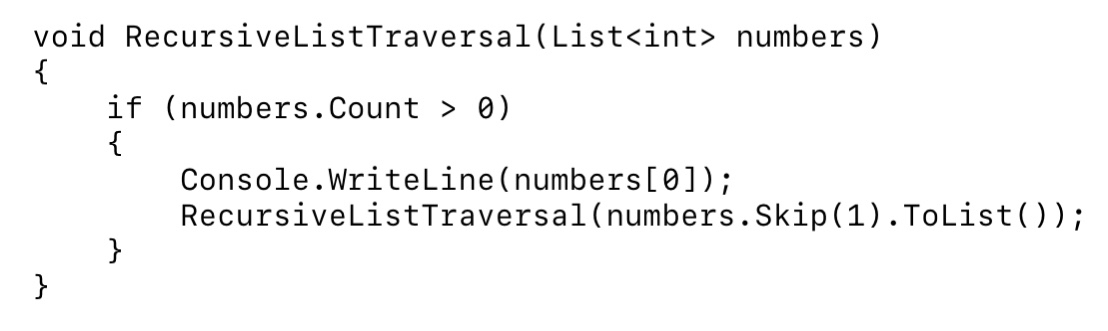 void RecursiveListTraversal(List<int> numbers)
{
    if (numbers.Count > 0)
    {
        Console.WriteLine(numbers[0]);
        RecursiveListTraversal(numbers.Skip(1).ToList());
    }
}